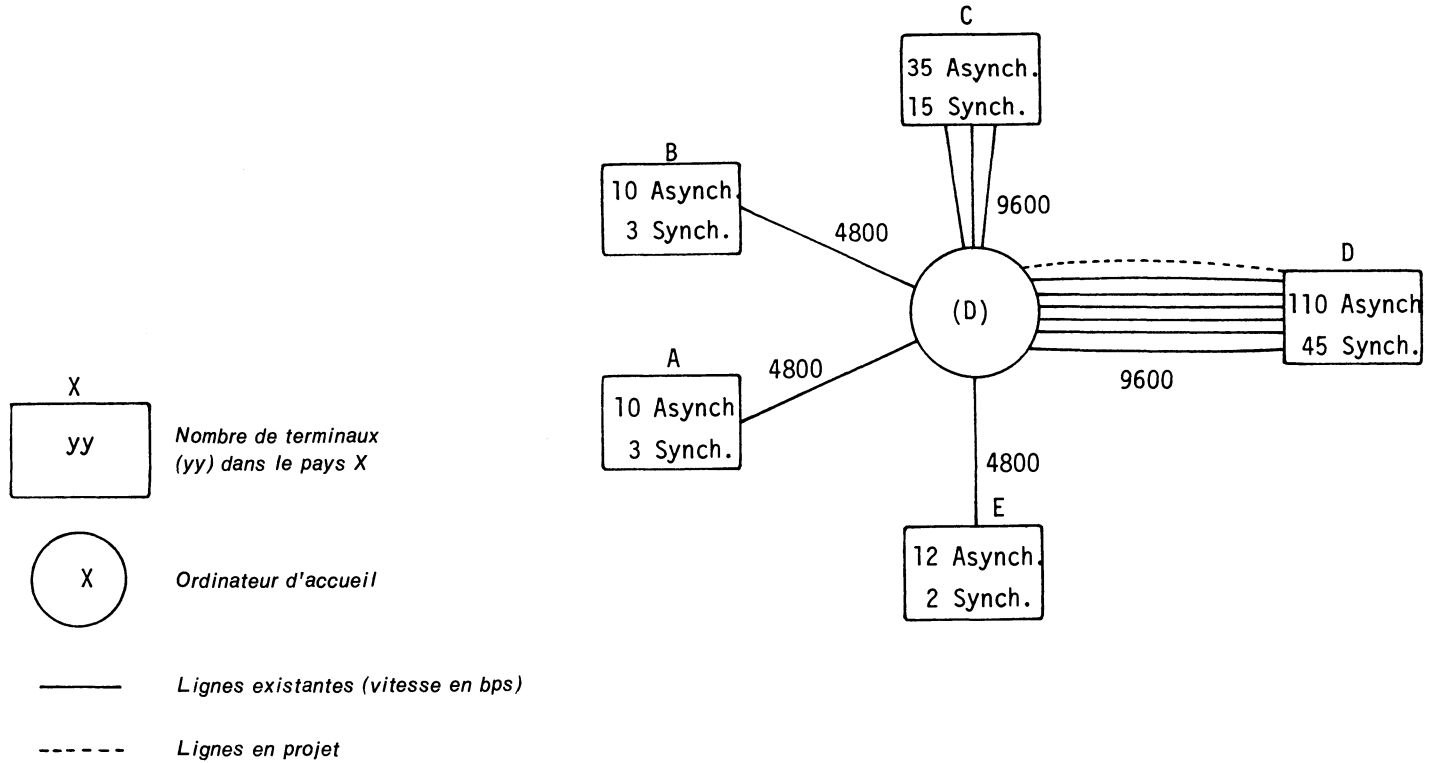 C
35 Asynch.
15 Synch.
B
10 Asynch.
3 Synch.
4800
9600
D
110 Asynch
45 Synch.
(D)
9600
A
10 Asynch
3 Synch.
4800
4800
E
12 Asynch.
2 Synch.
X
yy
Nombre de terminaux
(yy) dans le pays X
X
Ordinateur d'accueil
Lignes existantes (vitesse en bps)
Lignes en projet